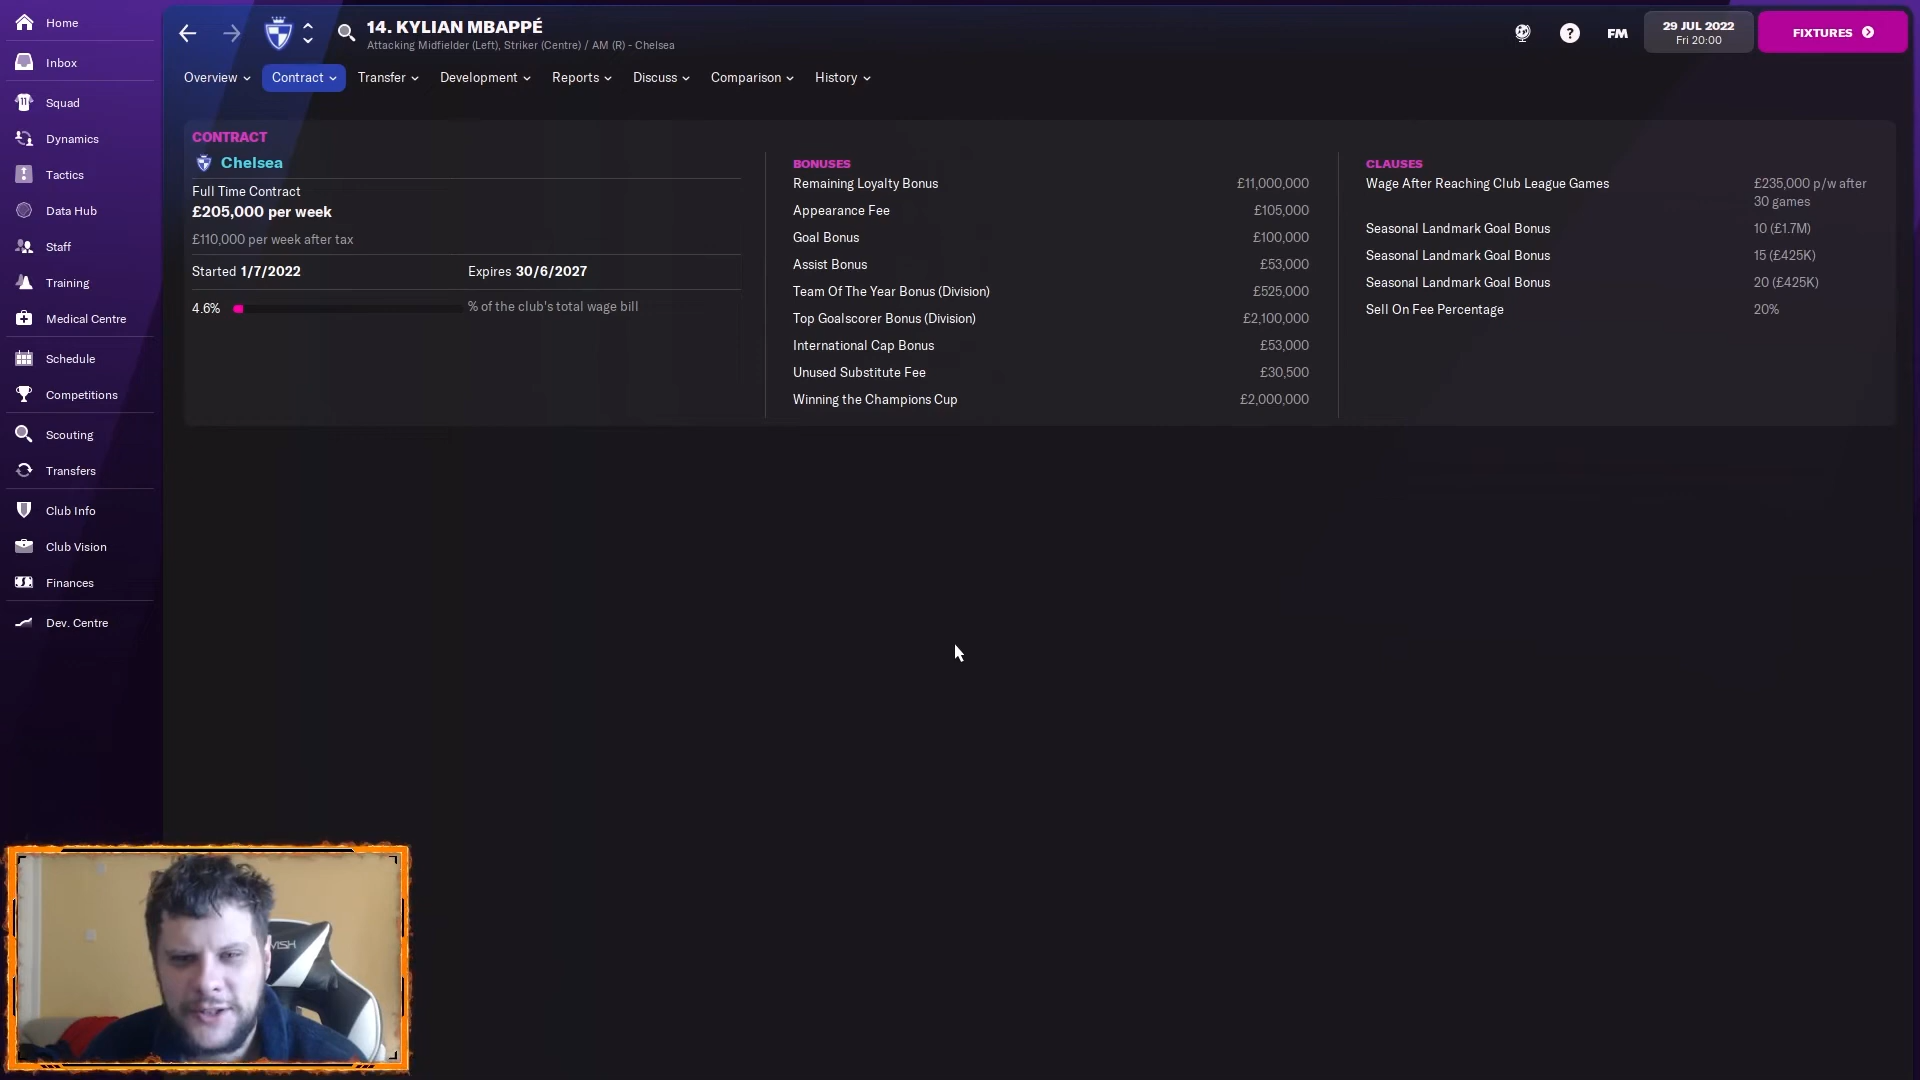 Home
Inbox
Squad
Dynamics
Tactics
Data Hub
Staff
Training
Medical Centre
Schedule
Competitions
Scouting
Transfers
Club Info
Club Vision
Finances
Dev. Centre
14. KYLIAN MBAPPÉ
Attacking Midfielder (Left), Striker (Centre) / AM (R) - Chelsea
?
FM
29 JUL 2022
Fri 20:00
FIXTURES
Overview
Contract
Transfer
Development
Reports
Discuss
Comparison
History
CONTRACT
Chelsea
Full Time Contract
£205,000 per week
£110,000 per week after tax
Started 1/7/2022 Expires 30/6/2027
4.6% % of the club's total wage bill
BONUSES
Remaining Loyalty Bonus £11,000,000
Appearance Fee £105,000
Goal Bonus £100,000
Assist Bonus £53,000
Team Of The Year Bonus (Division) £525,000
Top Goalscorer Bonus (Division) £2,100,000
International Cap Bonus £53,000
Unused Substitute Fee £30,500
Winning the Champions Cup £2,000,000
CLAUSES
Wage After Reaching Club League Games £235,000 p/w after
30 games
Seasonal Landmark Goal Bonus 10 (£1.7M)
Seasonal Landmark Goal Bonus 15 (£425K)
Seasonal Landmark Goal Bonus 20 (£425K)
Sell On Fee Percentage 20%